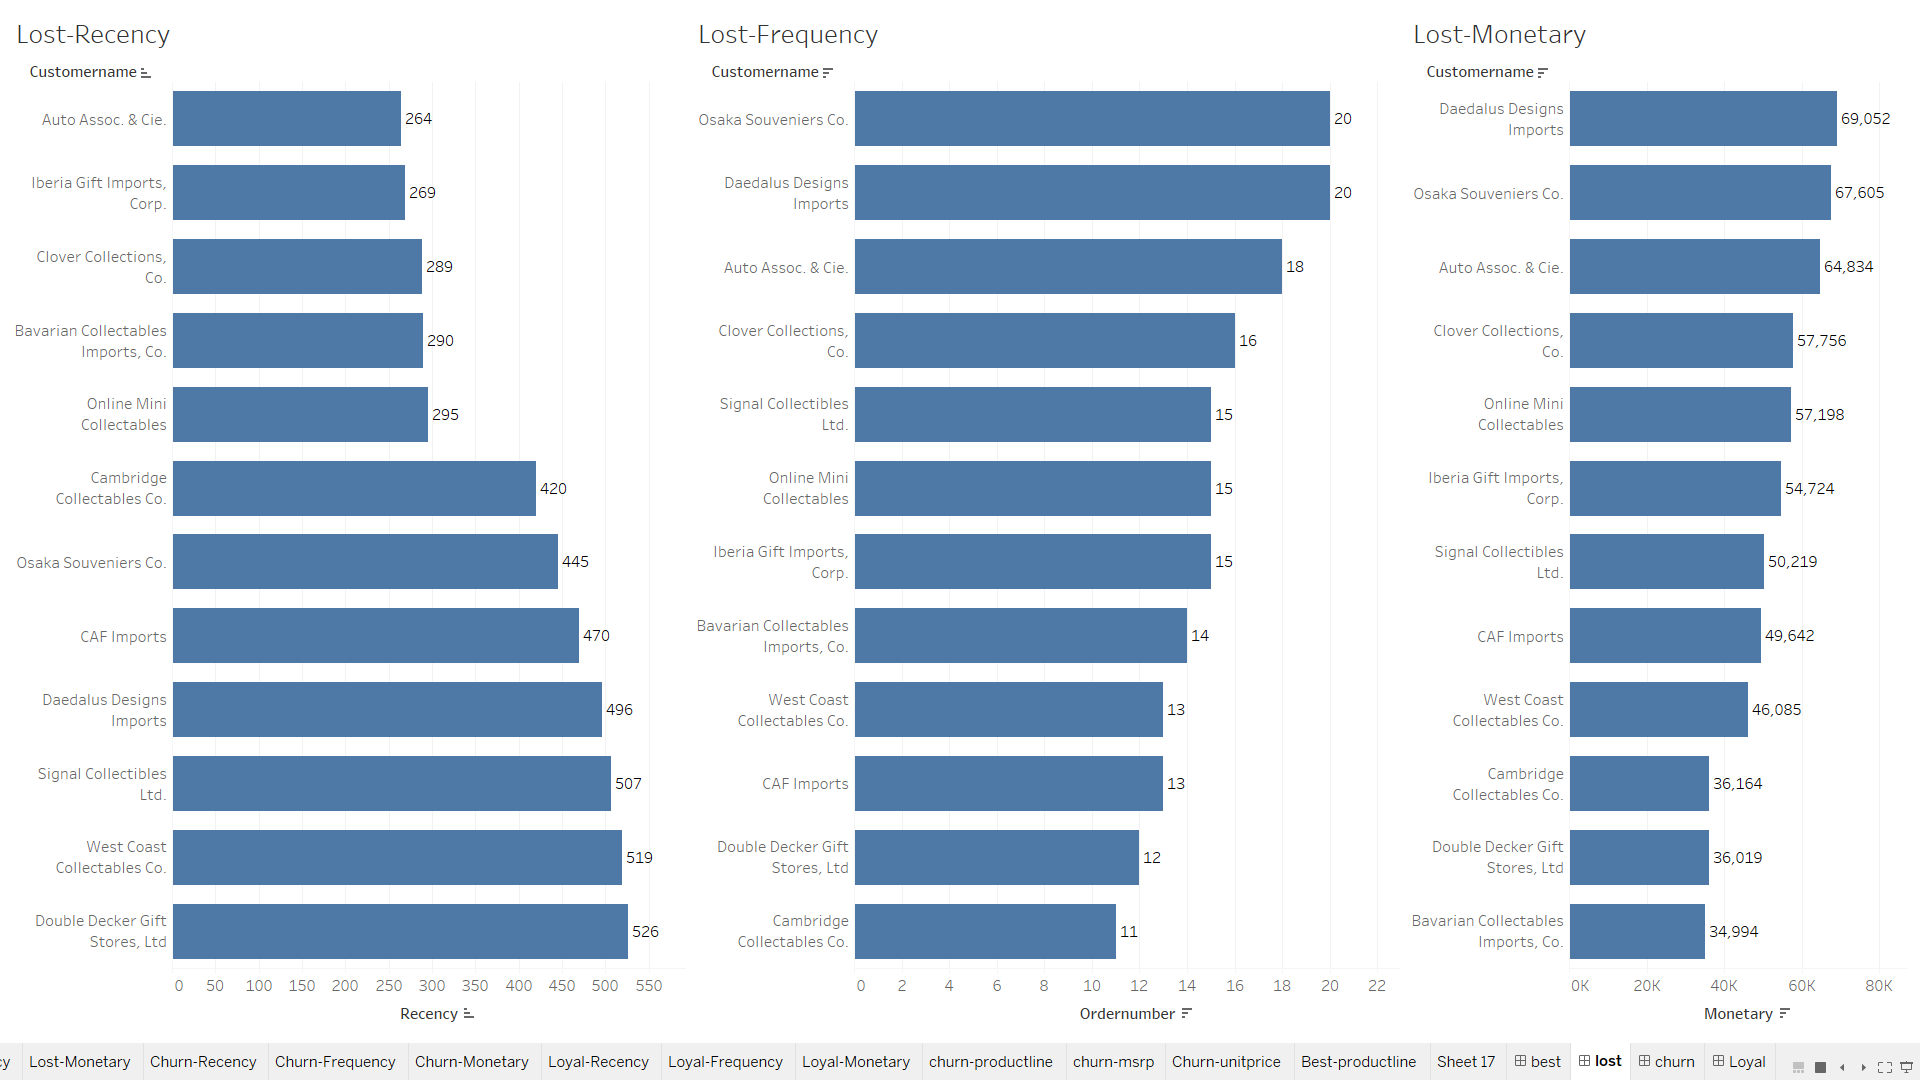 Lost-Recency
Customername
Auto Assoc. & Cie.
264
Iberia Gift Imports,
Corp.
269
Clover Collections,
Co.
289
Bavarian Collectables
Imports, Co.
290
Online Mini
Collectables
295
Cambridge
Collectables Co.
420
Osaka Souveniers Co.
445
CAF Imports
470
Daedalus Designs
Imports
496
Signal Collectibles
Ltd.
507
West Coast
Collectables Co.
519
Double Decker Gift
Stores, Ltd
526
0 50 100 150 200 250 300 350 400 450 500 550
Recency
Lost-Frequency
Customername
Osaka Souveniers Co.
20
Daedalus Designs
Imports
20
Auto Assoc. & Cie.
18
Clover Collections,
Co.
16
Signal Collectibles
Ltd.
15
Online Mini
Collectables
15
Iberia Gift Imports,
Corp.
15
Bavarian Collectables
Imports, Co.
14
West Coast
Collectables Co.
13
CAF Imports
13
Double Decker Gift
Stores, Ltd
12
Cambridge
Collectables Co.
11
0 2 4 6 8 10 12 14 16 18 20 22
Ordernumber
Lost-Monetary
Customername
Daedalus Designs
Imports
69,052
Osaka Souveniers Co.
67,605
Auto Assoc. & Cie.
64,834
Clover Collections,
Co.
57,756
Online Mini
Collectables
57,198
Iberia Gift Imports,
Corp.
54,724
Signal Collectibles
Ltd.
50,219
CAF Imports
49,642
West Coast
Collectables Co.
46,085
Cambridge
Collectables Co.
36,164
Double Decker Gift
Stores, Ltd
36,019
Bavarian Collectables
Imports, Co.
34,994
0K 20K 40K 60K 80K
Monetary
cy Lost-Monetary Churn-Recency Churn-Frequency Churn-Monetary Loyal-Recency Loyal-Frequency Loyal-Monetary churn-productline churn-msrp Churn-unitprice Best-productline Sheet 17 best lost churn Loyal